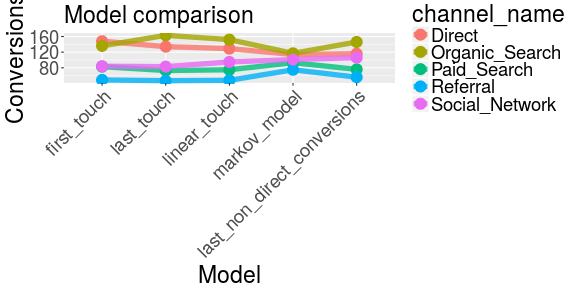 Model comparison
Conversions
160
120
80
first_touch
last_touch
linear_touch
markov_model
last_non_direct_conversions
Model
channel_name
Direct
Organic_Search
Paid_Search
Referral
Social_Network